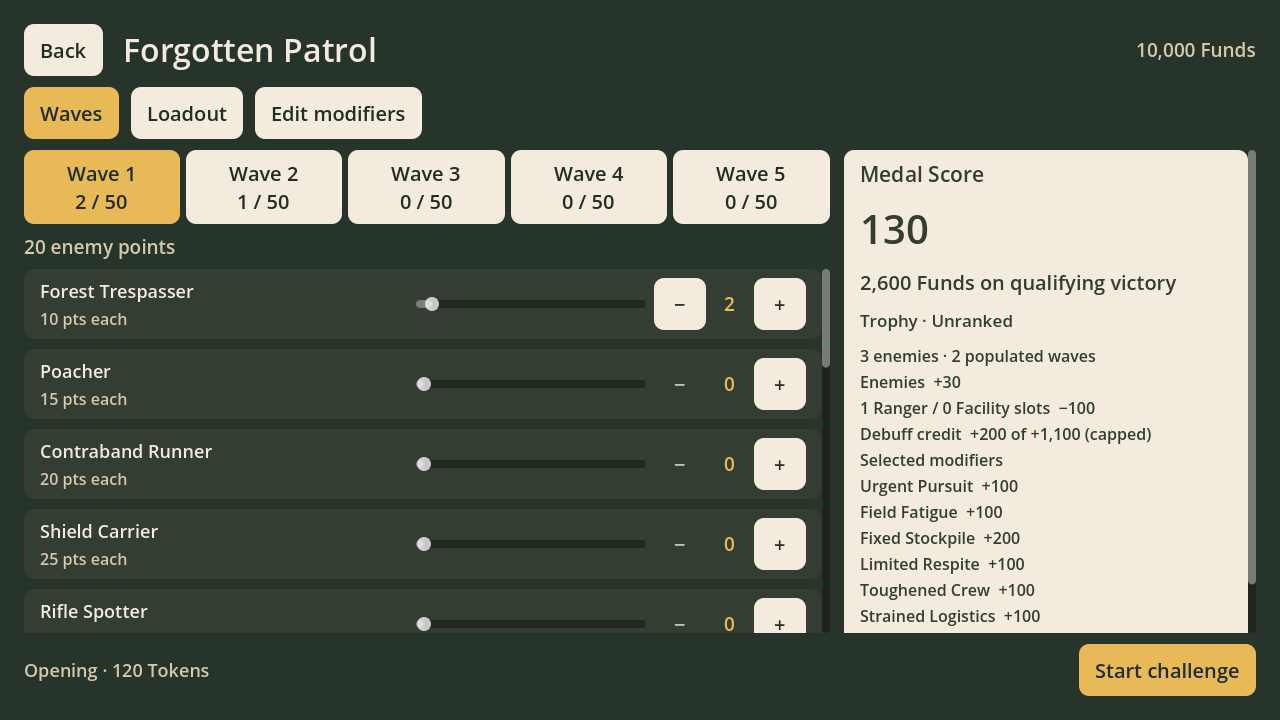 Back
Forgotten Patrol
10,000 Funds
Waves
Loadout
Edit modifiers
Wave 1
2 / 50
Wave 2
1 / 50
Wave 3
0 / 50
Wave 4
0 / 50
Wave 5
0 / 50
20 enemy points
Forest Trespasser
10 pts each
− 2 +
Poacher
15 pts each
− 0 +
Contraband Runner
20 pts each
− 0 +
Shield Carrier
25 pts each
− 0 +
Rifle Spotter
− 0 +
Medal Score
130
2,600 Funds on qualifying victory
Trophy · Unranked
3 enemies · 2 populated waves
Enemies +30
1 Ranger / 0 Facility slots −100
Debuff credit +200 of +1,100 (capped)
Selected modifiers
Urgent Pursuit +100
Field Fatigue +100
Fixed Stockpile +200
Limited Respite +100
Toughened Crew +100
Strained Logistics +100
Opening · 120 Tokens
Start challenge